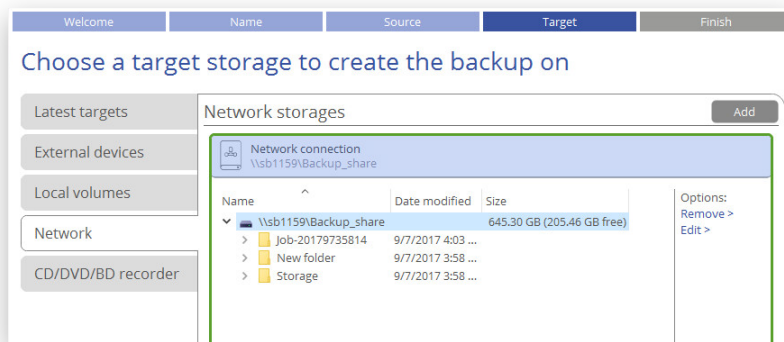 Welcome Name Source Target Finish
Choose a target storage to create the backup on
Latest targets
External devices
Local volumes
Network
CD/DVD/BD recorder
Network storages Add
Network connection
\\sb1159\Backup_share
Name Date modified Size
\\sb1159\Backup_share 645.30 GB (205.46 GB free)
Job-20179735814 9/7/2017 4:03 ...
New folder 9/7/2017 3:58 ...
Storage 9/7/2017 3:58 ...
Options:
Remove >
Edit >